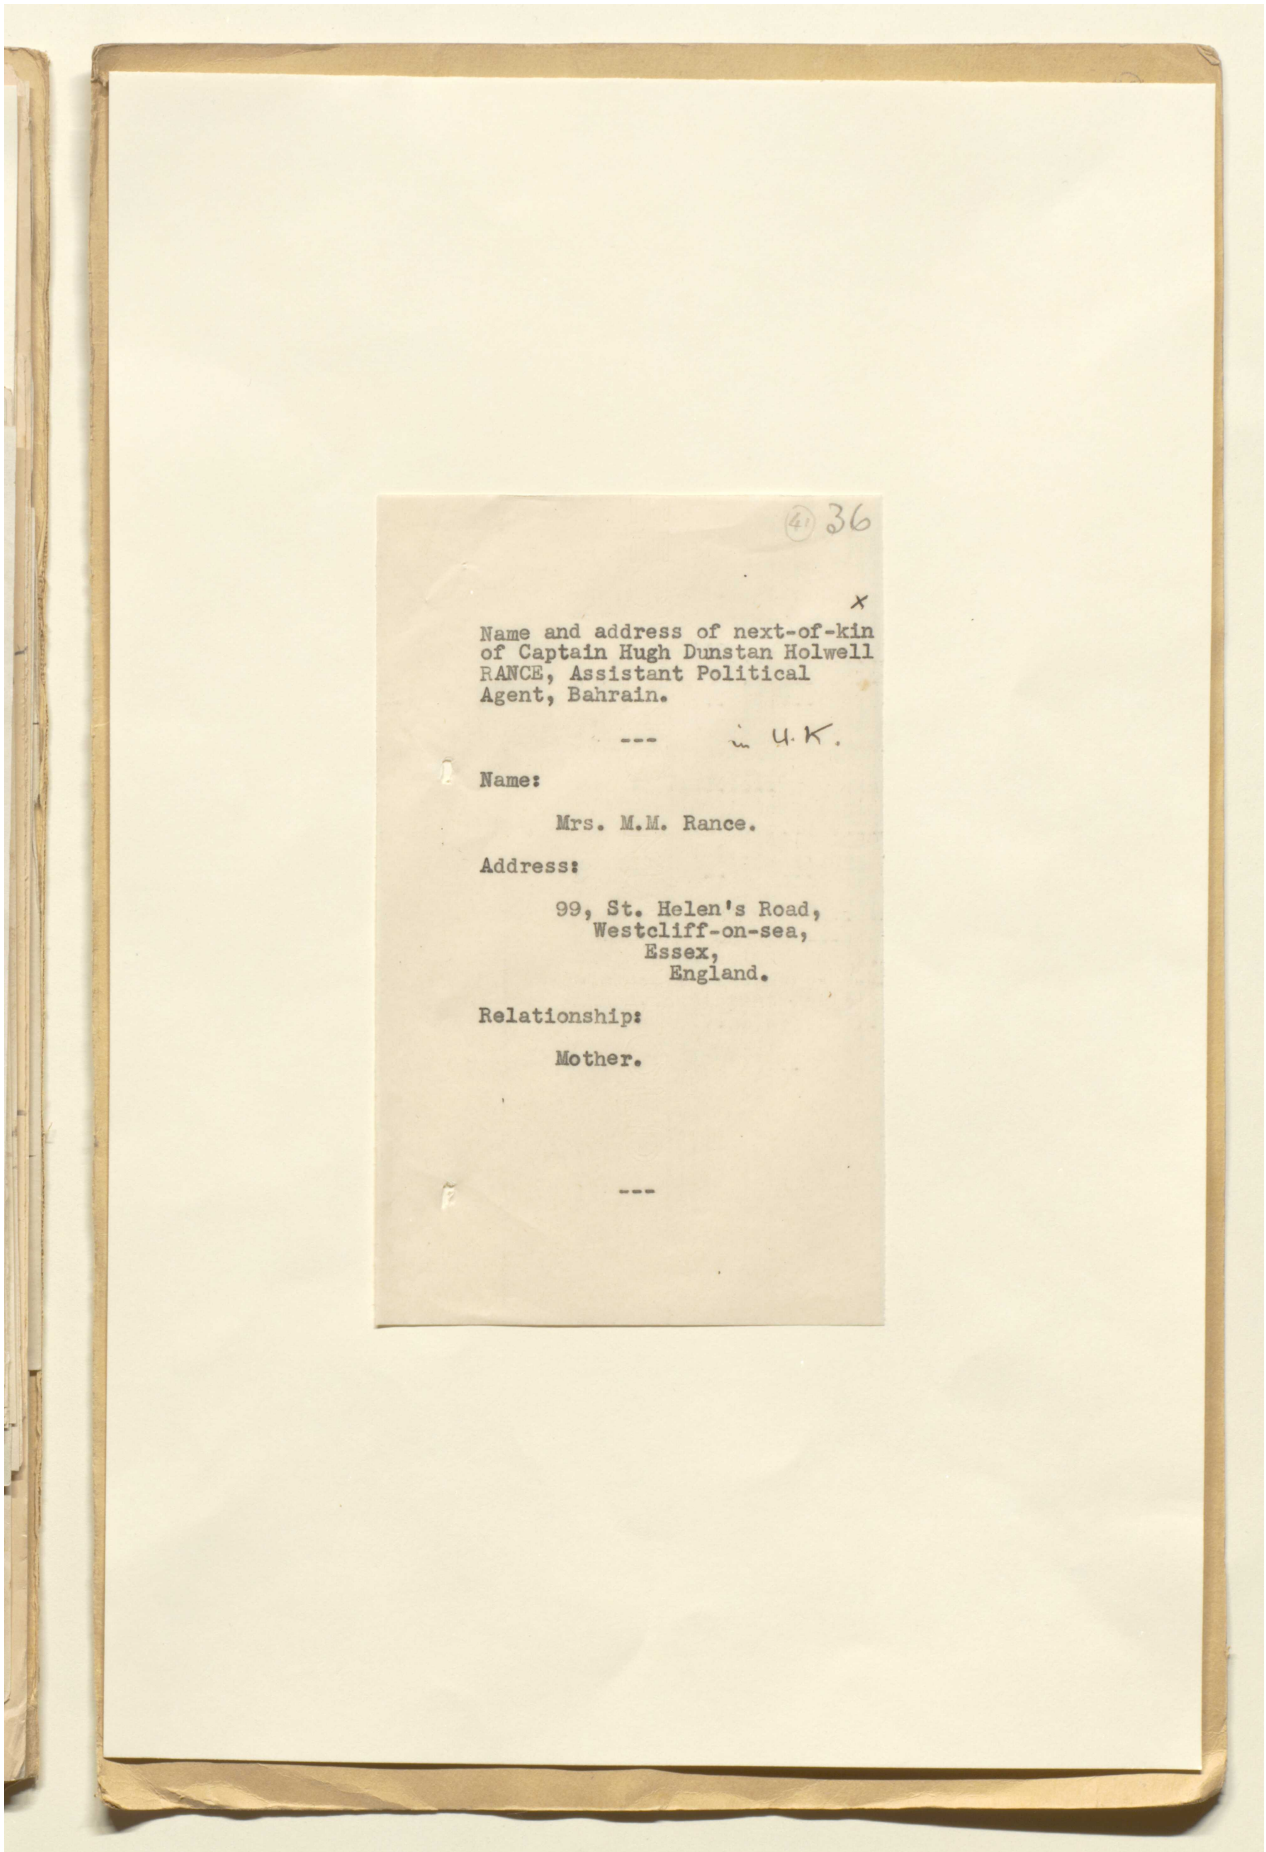 41 36
x
Name and address of next-of-kin
of Captain Hugh Dunstan Holwell
RANCE, Assistant Political
Agent, Bahrain.
--- in U.K.
Name:
Mrs. M.M. Rance.
Address:
99, St. Helen's Road,
Westcliff-on-sea,
Essex,
England.
Relationship:
Mother.
---